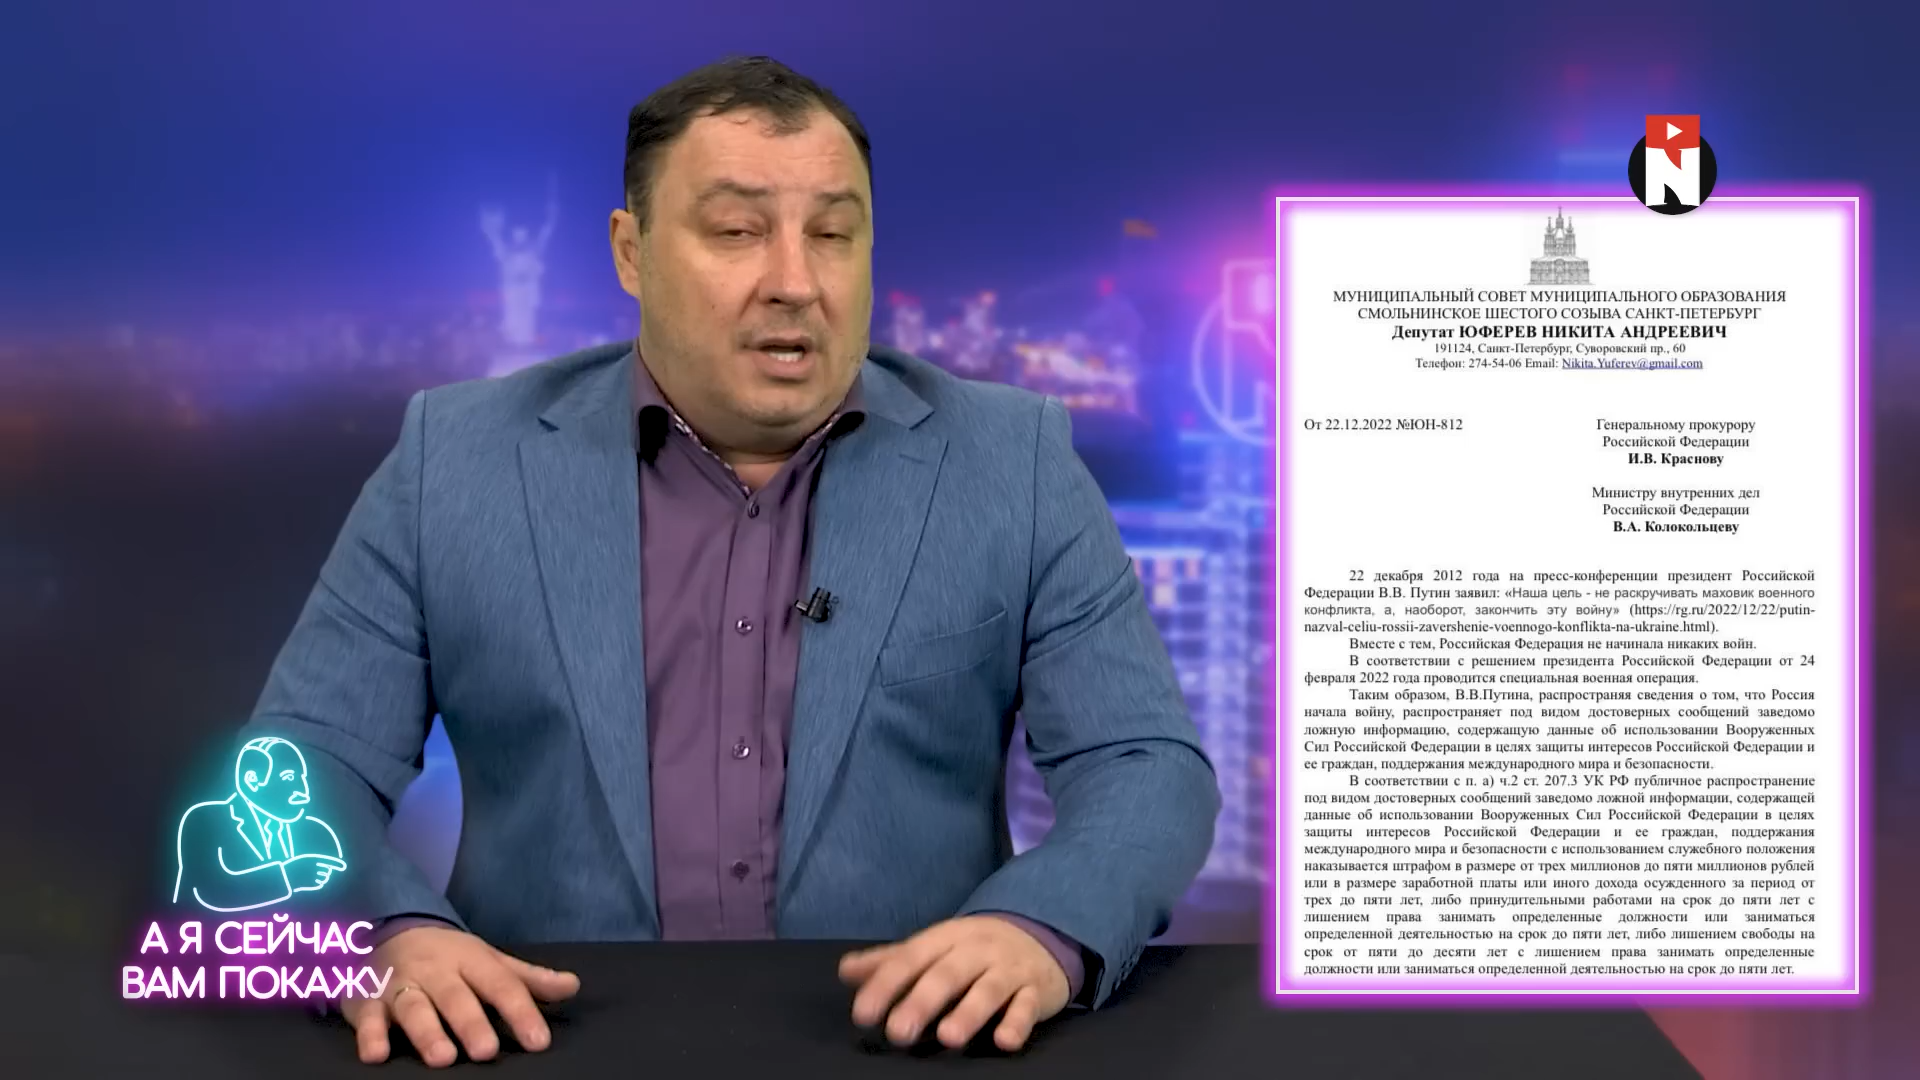 МУНИЦИПАЛЬНЫЙ СОВЕТ МУНИЦИПАЛЬНОГО ОБРАЗОВАНИЯ
СМОЛЬНИНСКОЕ ШЕСТОГО СОЗЫВА САНКТ-ПЕТЕРБУРГ
Депутат ЮФЕРЕВ НИКИТА АНДРЕЕВИЧ
191124, Санкт-Петербург, Суворовский пр., 60
Телефон: 274-54-06 Email: Nikita.Yuferev@gmail.com
От 22.12.2022 №ЮН-812
Генеральному прокурору
Российской Федерации
И.В. Краснову
Министру внутренних дел
Российской Федерации
В.А. Колокольцеву
22 декабря 2012 года на пресс-конференции президент Российской
Федерации В.В. Путин заявил: «Наша цель - не раскручивать маховик военного
конфликта, а, наоборот, закончить эту войну» (https://rg.ru/2022/12/22/putin-
nazval-celiu-rossii-zavershenie-voennogo-konflikta-na-ukraine.html).
Вместе с тем, Российская Федерация не начинала никаких войн.
В соответствии с решением президента Российской Федерации от 24
февраля 2022 года проводится специальная военная операция.
Таким образом, В.В.Путина, распространяя сведения о том, что Россия
начала войну, распространяет под видом достоверных сообщений заведомо
ложную информацию, содержащую данные об использовании Вооруженных
Сил Российской Федерации в целях защиты интересов Российской Федерации и
ее граждан, поддержания международного мира и безопасности.
В соответствии с п. а) ч.2 ст. 207.3 УК РФ публичное распространение
под видом достоверных сообщений заведомо ложной информации, содержащей
данные об использовании Вооруженных Сил Российской Федерации в целях
защиты интересов Российской Федерации и ее граждан, поддержания
международного мира и безопасности с использованием служебного положения
наказывается штрафом в размере от трех миллионов до пяти миллионов рублей
или в размере заработной платы или иного дохода осужденного за период от
трех до пяти лет, либо принудительными работами на срок до пяти лет с
лишением права занимать определенные должности или заниматься
определенной деятельностью на срок до пяти лет, либо лишением свободы на
срок от пяти до десяти лет с лишением права занимать определенные
должности или заниматься определенной деятельностью на срок до пяти лет.
А Я СЕЙЧАС
ВАМ ПОКАЖУ
N